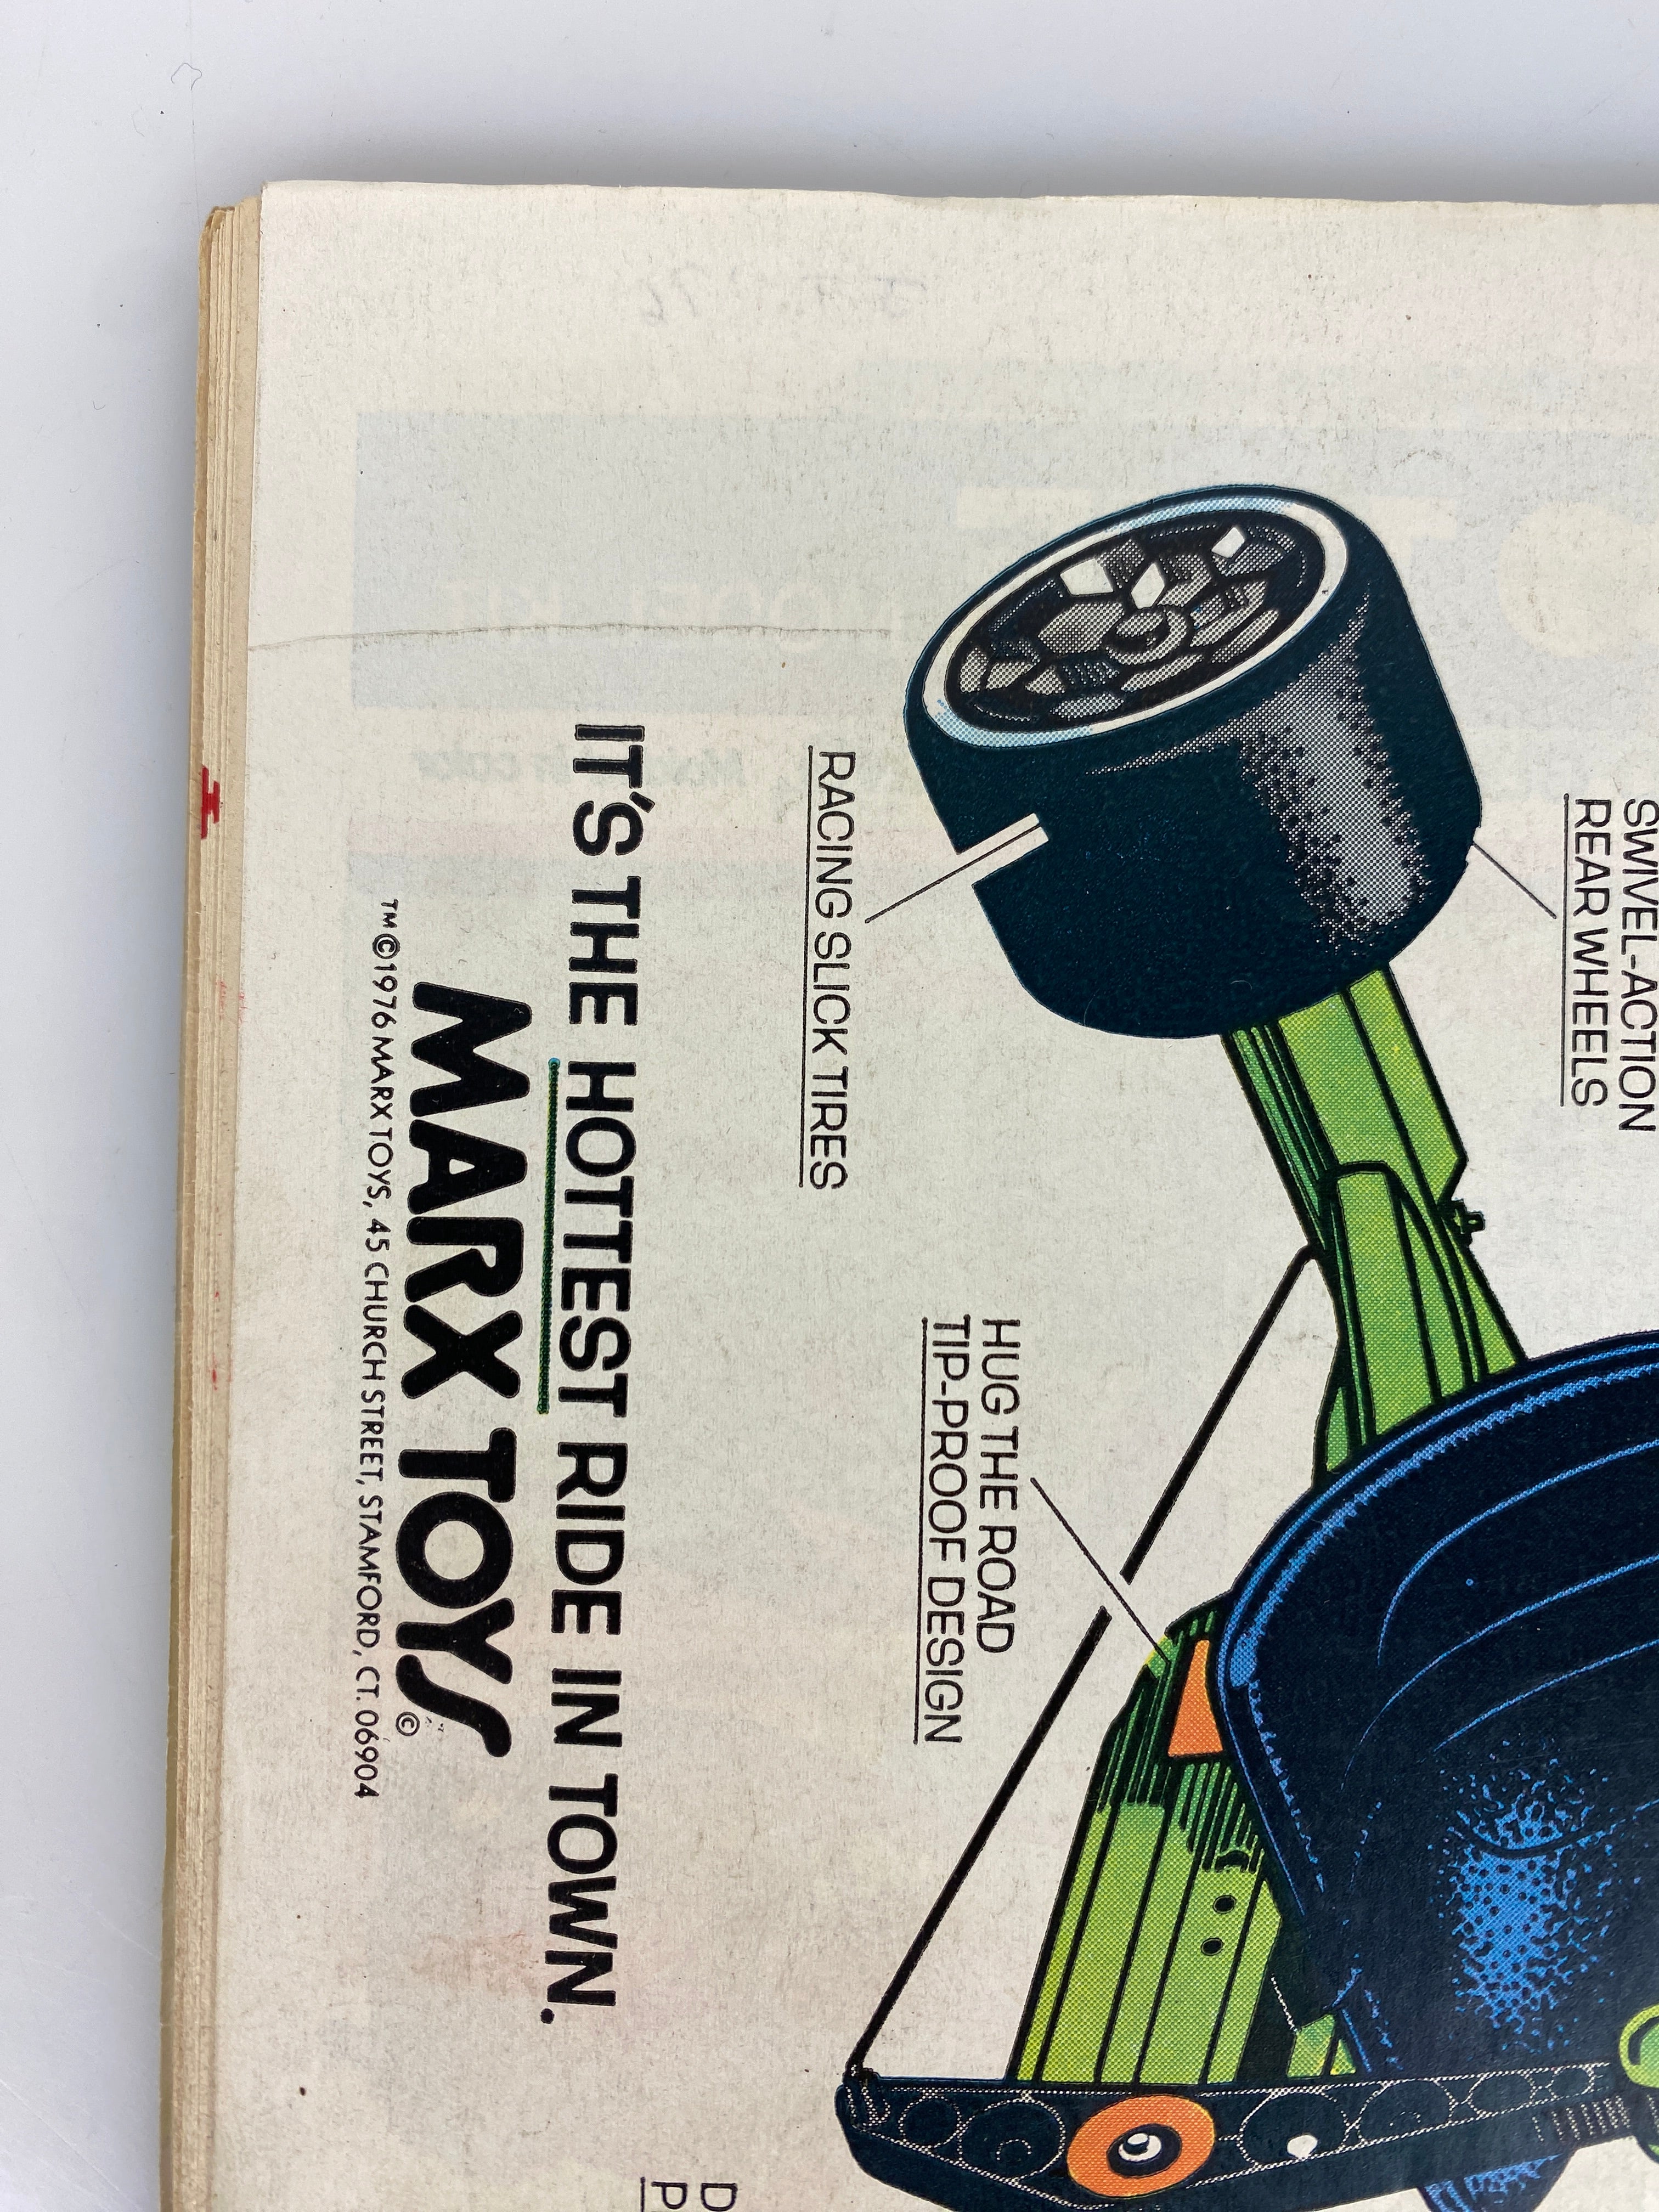 SWIVEL-ACTION
REAR WHEELS
HUG THE ROAD
TIP-PROOF DESIGN
RACING SLICK TIRES
IT'S THE HOTTEST RIDE IN TOWN.
MARX TOYS©
TM©1976 MARX TOYS, 45 CHURCH STREET, STAMFORD, CT. 06904